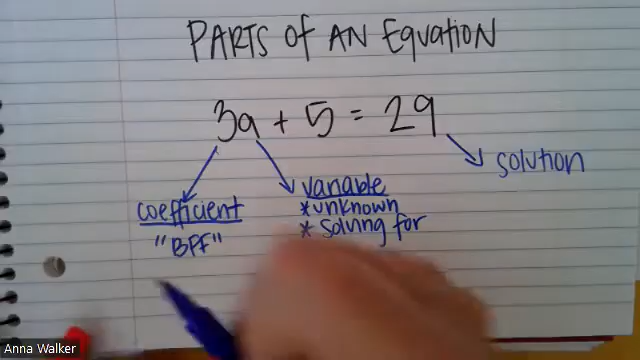 PARTS of AN EquatioN
3a + 5 = 29
solution
coefficient
"BFF"
variable
*unknown
* solving for
Anna Walker